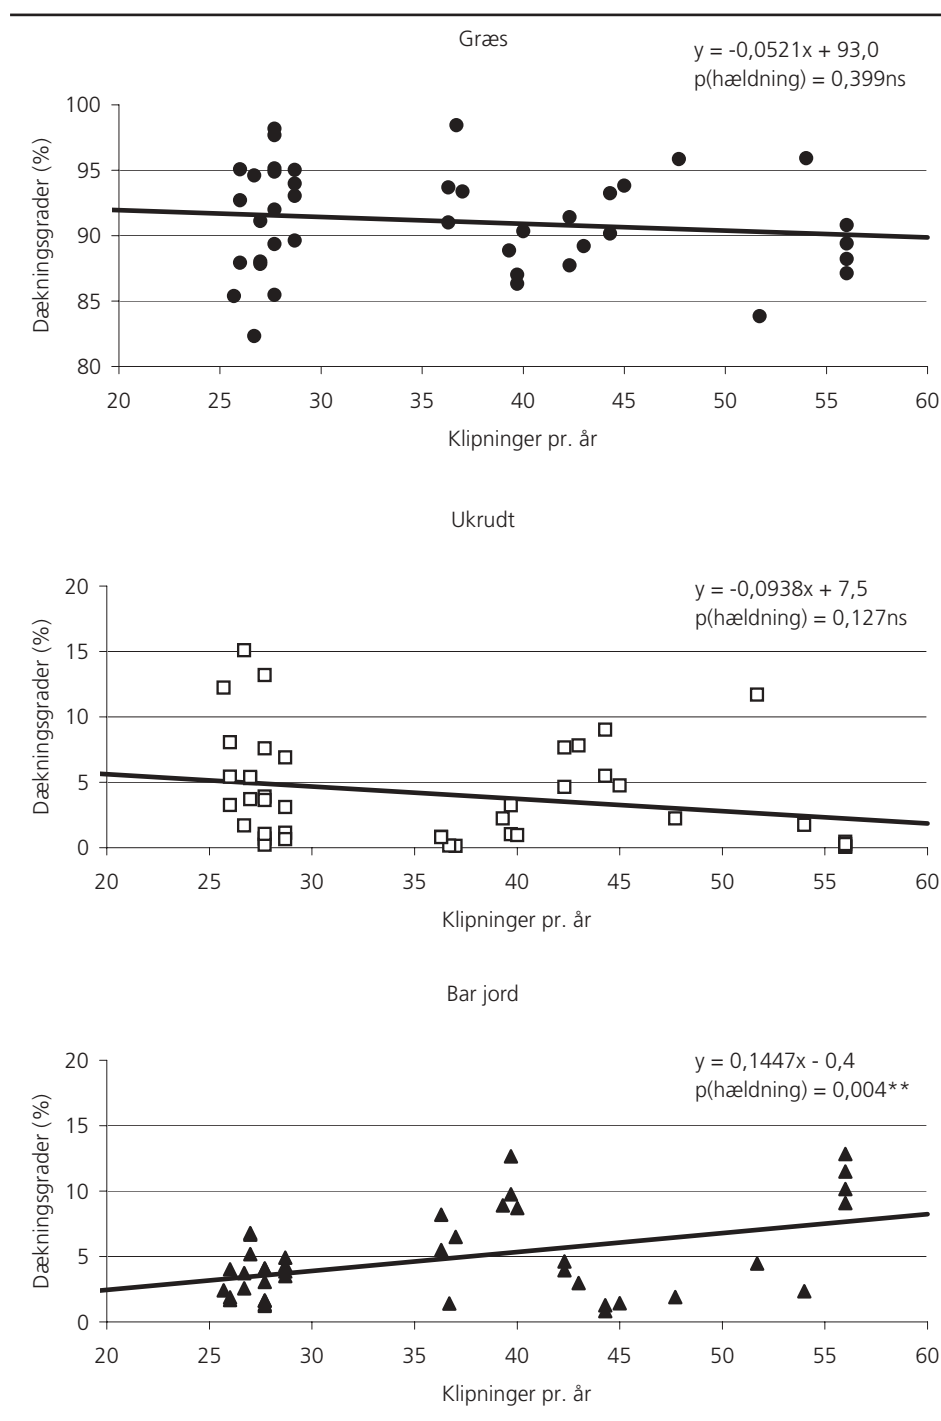 Græs
y = -0,0521x + 93,0
p(hældning) = 0,399ns
Dækningsgrader (%)
100
95
90
85
80
20 25 30 35 40 45 50 55 60
Klipninger pr. år
Ukrudt
y = -0,0938x + 7,5
p(hældning) = 0,127ns
Dækningsgrader (%)
20
15
10
5
0
20 25 30 35 40 45 50 55 60
Klipninger pr. år
Bar jord
y = 0,1447x - 0,4
p(hældning) = 0,004**
Dækningsgrader (%)
20
15
10
5
0
20 25 30 35 40 45 50 55 60
Klipninger pr. år